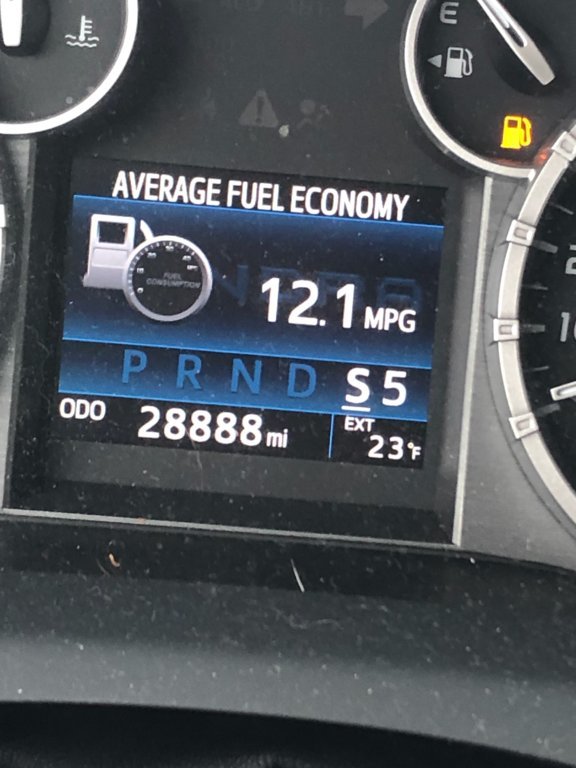 E
AVERAGE FUEL ECONOMY
FUEL
CONSUMPTION
12.1 MPG
P R N D S 5
ODO 28888 mi
EXT
23°F